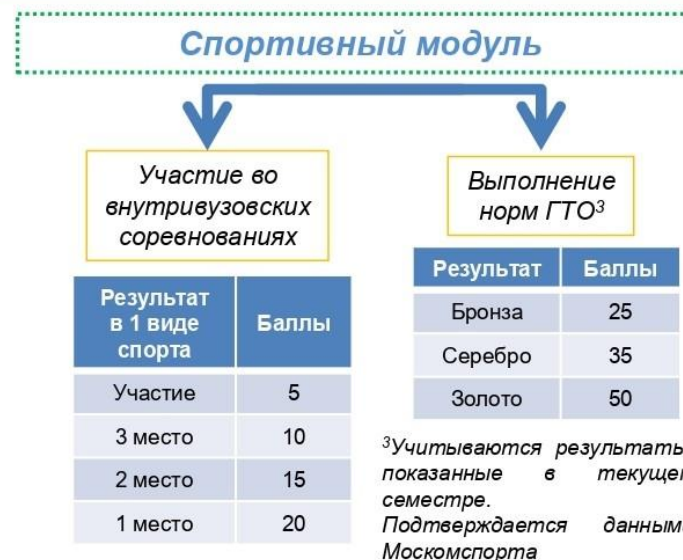 Спортивный модуль
Участие во
внутривузовских
соревнованиях
Результат
в 1 виде
спорта
Баллы
Участие 5
3 место 10
2 место 15
1 место 20
Выполнение
норм ГТО³
Результат Баллы
Бронза 25
Серебро 35
Золото 50
³Учитываются результаты
показанные в текуще
семестре.
Подтверждается данным
Москомспорта